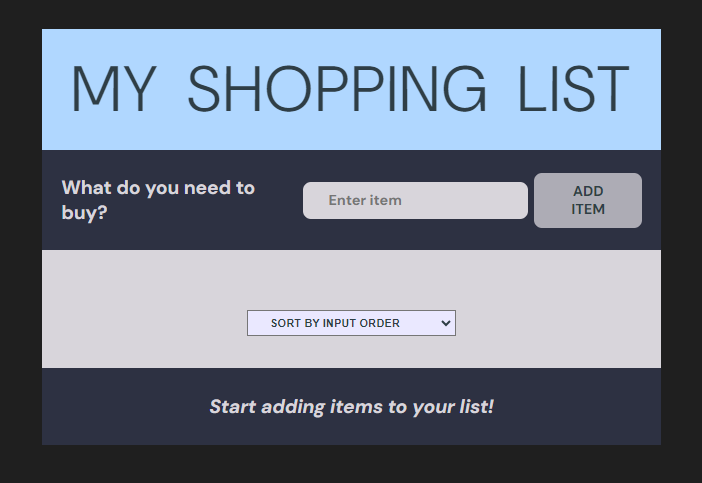 MY SHOPPING LIST
What do you need to
buy?
Enter item
ADD
ITEM
SORT BY INPUT ORDER
Start adding items to your list!